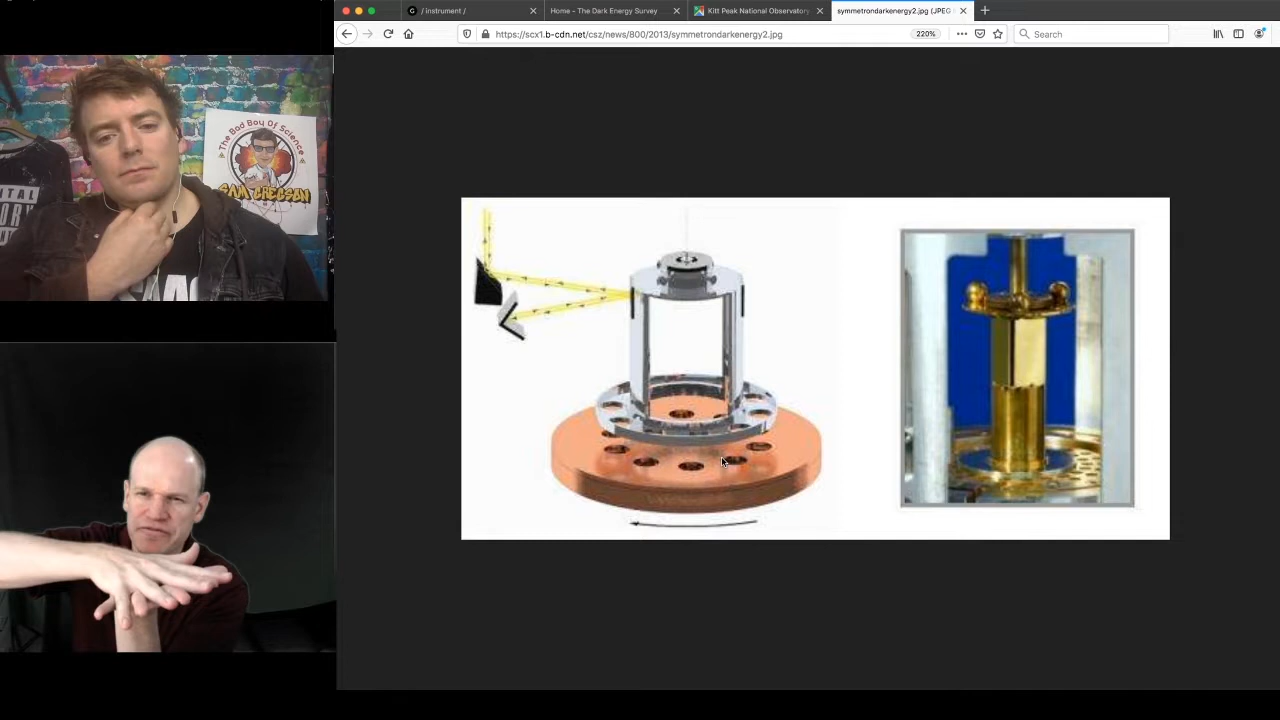 / instrument /
Home - The Dark Energy Survey
Kitt Peak National Observatory
symmetrondarkenergy2.jpg (JPEG
https://scx1.b-cdn.net/csz/news/800/2013/symmetrondarkenergy2.jpg
220%
Search
The Bad Boy Of Science
SAM GREGSON